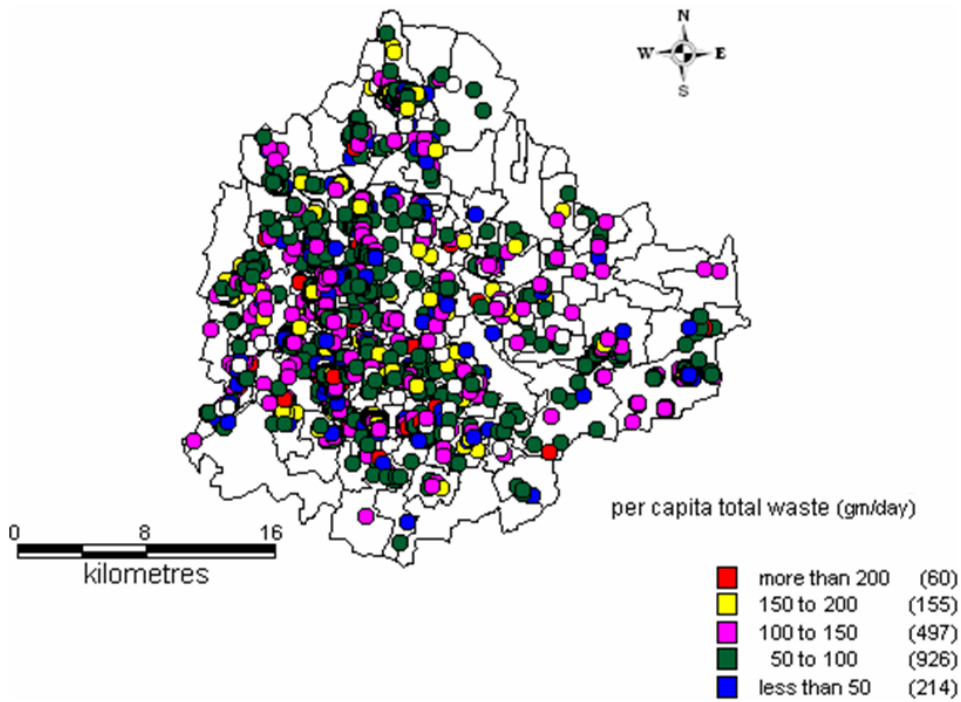 N
W E
S
per capita total waste (gm/day)
0 8 16
kilometres
more than 200 (60)
150 to 200 (155)
100 to 150 (497)
50 to 100 (926)
less than 50 (214)